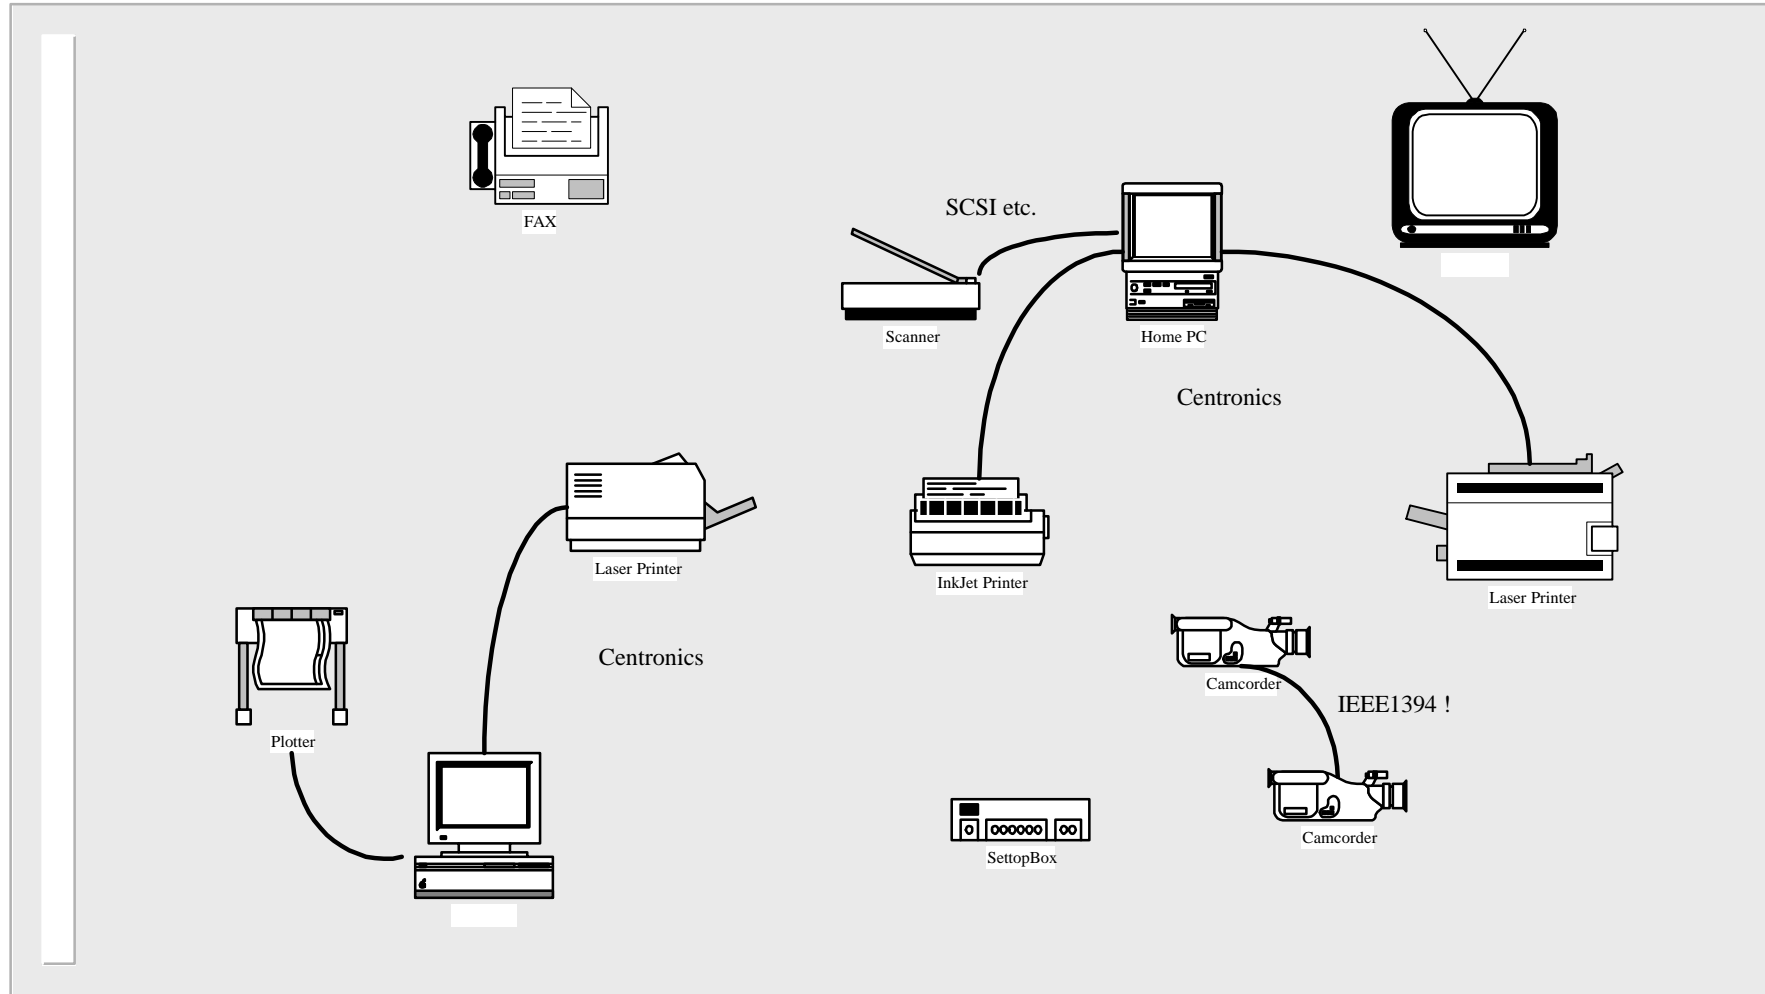 FAX
SCSI etc.
Scanner
Home PC
Centronics
Laser Printer
InkJet Printer
Laser Printer
Centronics
Camcorder
IEEE1394 !
Plotter
Camcorder
SettopBox